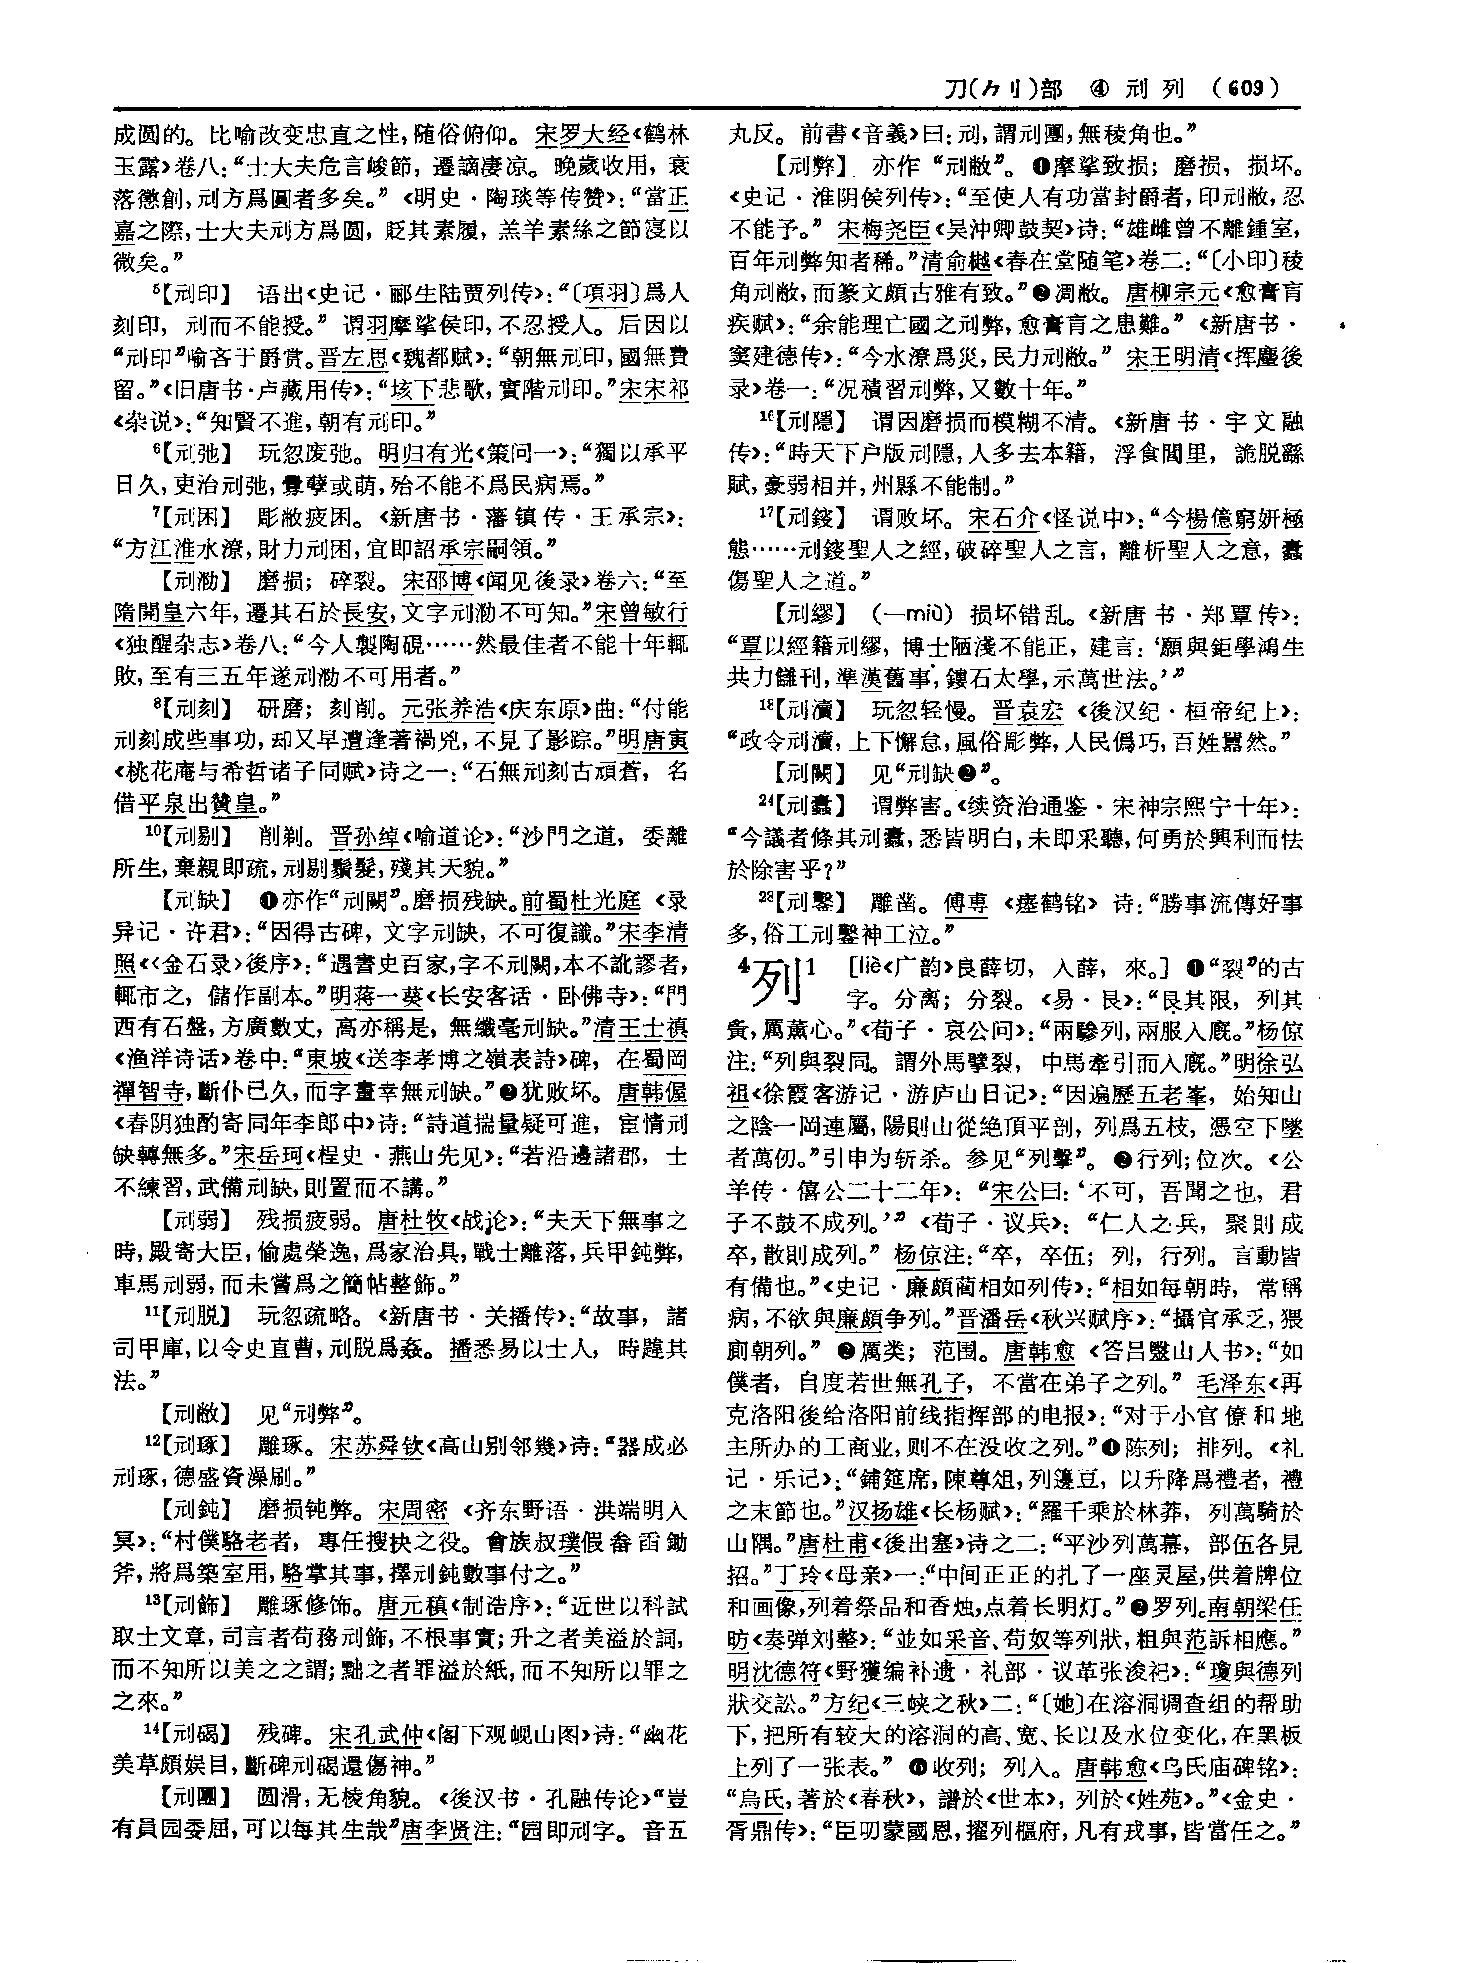 刀(⺈刂)部　④　刓 列　(609)
成圆的。比喻改变忠直之性，随俗俯仰。宋罗大经《鹤林
玉露》卷八：“士大夫危言峻節，遷謫凄凉。晚歲收用，衰
落懲創，刓方爲圓者多矣。”《明史·陶琰等传赞》：“當正
嘉之際，士大夫刓方爲圆，貶其素履，羔羊素絲之節寖以
微矣。”
5【刓印】　语出《史记·郦生陆贾列传》：“〔項羽〕爲人
刻印，刓而不能授。”谓羽摩挲侯印，不忍授人。后因以
“刓印”喻吝于爵赏。晋左思《魏都赋》：“朝無刓印，國無費
留。”《旧唐书·卢藏用传》：“垓下悲歌，實階刓印。”宋宋祁
《杂说》：“知賢不進，朝有刓印。”
6【刓弛】　玩忽废弛。明归有光《策问一》：“獨以承平
日久，吏治刓弛，釁孽或萌，殆不能不爲民病焉。”
7【刓困】　彫敝疲困。《新唐书·藩镇传·王承宗》：
“方江淮水潦，財力刓困，宜即詔承宗嗣領。”
【刓泐】　磨损；碎裂。宋邵博《闻见後录》卷六：“至
隋開皇六年，遷其石於長安，文字刓泐不可知。”宋曾敏行
《独醒杂志》卷八：“今人製陶硯……然最佳者不能十年輒
敗，至有三五年遂刓泐不可用者。”
8【刓刻】　研磨；刻削。元张养浩《庆东原》曲：“付能
刓刻成些事功，却又早遭逢著禍兇，不見了影踪。”明唐寅
《桃花庵与希哲诸子同赋》诗之一：“石無刓刻古頑蒼，名
借平泉出贊皇。”
10【刓剔】　削剃。晋孙绰《喻道论》：“沙門之道，委離
所生，棄親即疏，刓剔鬚髮，殘其天貌。”
【刓缺】　❶亦作“刓闕”。磨损残缺。前蜀杜光庭《录
异记·许君》：“因得古碑，文字刓缺，不可復識。”宋李清
照《〈金石录〉後序》：“遇書史百家，字不刓闕，本不訛謬者，
輒市之，儲作副本。”明蒋一葵《长安客话·卧佛寺》：“門
西有石盤，方廣數丈，高亦稱是，無纖毫刓缺。”清王士禛
《渔洋诗话》卷中：“東坡《送李孝博之嶺表詩》碑，在蜀岡
禪智寺，斷仆已久，而字畫幸無刓缺。”❷犹败坏。唐韩偓
《春阴独酌寄同年李郎中》诗：“詩道揣量疑可進，宦情刓
缺轉無多。”宋岳珂《桯史·燕山先见》：“若沿邊諸郡，士
不練習，武備刓缺，則置而不講。”
【刓弱】　残损疲弱。唐杜牧《战论》：“夫天下無事之
時，殿寄大臣，偷處榮逸，爲家治具，戰士離落，兵甲鈍弊，
車馬刓弱，而未嘗爲之簡帖整飾。”
11【刓脱】　玩忽疏略。《新唐书·关播传》：“故事，諸
司甲庫，以令史直曹，刓脱爲姦。播悉易以士人，時韙其
法。”
【刓敝】　见“刓弊”。
12【刓琢】　雕琢。宋苏舜钦《高山别邻幾》诗：“器成必
刓琢，德盛資澡刷。”
【刓鈍】　磨损钝弊。宋周密《齐东野语·洪端明入
冥》：“村僕駱老者，專任搜抉之役。會族叔璞假畚臿鋤
斧，將爲築室用，駱掌其事，擇刓鈍數事付之。”
13【刓飾】　雕琢修饰。唐元稹《制诰序》：“近世以科試
取士文章，司言者苟務刓飾，不根事實；升之者美溢於詞，
而不知所以美之之謂；黜之者罪溢於紙，而不知所以罪之
之來。”
14【刓碣】　残碑。宋孔武仲《阁下观岘山图》诗：“幽花
美草頗娱目，斷碑刓碣還傷神。”
【刓團】　圆滑，无棱角貌。《後汉书·孔融传论》“豈
有員园委屈，可以每其生哉”唐李贤注：“园即刓字。音五
丸反。前書《音義》曰：刓，謂刓團，無稜角也。”
【刓弊】　亦作“刓敝”。❶摩挲致损；磨损，损坏。
《史记·淮阴侯列传》：“至使人有功當封爵者，印刓敝，忍
不能予。”宋梅尧臣《吴沖卿鼓契》诗：“雄雌曾不離鍾室，
百年刓弊知者稀。”清俞樾《春在堂随笔》卷二：“〔小印〕稜
角刓敝，而篆文頗古雅有致。”❷凋敝。唐柳宗元《愈膏肓
疾赋》：“余能理亡國之刓弊，愈膏肓之患難。”《新唐书·
窦建德传》：“今水潦爲災，民力刓敝。”宋王明清《挥麈後
录》卷一：“况積習刓弊，又數十年。”
16【刓隱】　谓因磨损而模糊不清。《新唐书·宇文融
传》：“時天下户版刓隱，人多去本籍，浮食閭里，詭脱繇
賦，豪弱相并，州縣不能制。”
17【刓鎪】　谓败坏。宋石介《怪说中》：“今楊億窮妍極
態……刓鎪聖人之經，破碎聖人之言，離析聖人之意，蠹
傷聖人之道。”
【刓繆】　(—miù) 损坏错乱。《新唐书·郑覃传》：
“覃以經籍刓繆，博士陋淺不能正，建言：‘願與鉅學鴻生
共力讎刊，準漢舊事，鏤石太學，示萬世法。’”
18【刓瀆】　玩忽轻慢。晋袁宏《後汉纪·桓帝纪上》：
“政令刓瀆，上下懈怠，風俗彫弊，人民僞巧，百姓嚚然。”
【刓闕】　见“刓缺❷”。
24【刓蠹】　谓弊害。《续资治通鉴·宋神宗熙宁十年》：
“今議者條其刓蠹，悉皆明白，未即采聽，何勇於興利而怯
於除害乎？”
28【刓鑿】　雕凿。傅尃《瘗鹤铭》诗：“勝事流傳好事
多，俗工刓鑿神工泣。”
4列1　［liè《广韵》良薛切，入薛，來。］❶“裂”的古
字。分离；分裂。《易·艮》：“艮其限，列其
夤，厲薰心。”《荀子·哀公问》：“兩驂列，兩服入廐。”杨倞
注：“列與裂同。謂外馬擘裂，中馬牽引而入廐。”明徐弘
祖《徐霞客游记·游庐山日记》：“因遍歷五老峯，始知山
之陰一岡連屬，陽則山從絶頂平剖，列爲五枝，憑空下墜
者萬仞。”引申为斩杀。参见“列擊”。❷行列；位次。《公
羊传·僖公二十二年》：“宋公曰：‘不可，吾聞之也，君
子不鼓不成列。’”《荀子·议兵》：“仁人之兵，聚則成
卒，散則成列。”杨倞注：“卒，卒伍；列，行列。言動皆
有備也。”《史记·廉頗藺相如列传》：“相如每朝時，常稱
病，不欲與廉頗争列。”晋潘岳《秋兴赋序》：“攝官承乏，猥
廁朝列。”❸属类；范围。唐韩愈《答吕毉山人书》：“如
僕者，自度若世無孔子，不當在弟子之列。”毛泽东《再
克洛阳後给洛阳前线指挥部的电报》：“对于小官僚和地
主所办的工商业，则不在没收之列。”❹陈列；排列。《礼
记·乐记》：“鋪筵席，陳尊俎，列籩豆，以升降爲禮者，禮
之末節也。”汉扬雄《长杨赋》：“羅千乘於林莽，列萬騎於
山隅。”唐杜甫《後出塞》诗之二：“平沙列萬幕，部伍各見
招。”丁玲《母亲》一：“中间正正的扎了一座灵屋，供着牌位
和画像，列着祭品和香烛，点着长明灯。”❺罗列。南朝梁任
昉《奏弹刘整》：“並如采音、苟奴等列狀，粗與范訴相應。”
明沈德符《野獲编补遗·礼部·议革张浚祀》：“瓊與德列
狀交訟。”方纪《三峡之秋》二：“〔她〕在溶洞调查组的帮助
下，把所有较大的溶洞的高、宽、长以及水位变化，在黑板
上列了一张表。”❻收列；列入。唐韩愈《乌氏庙碑铭》：
“烏氏，著於《春秋》，譜於《世本》，列於《姓苑》。”《金史·
胥鼎传》：“臣叨蒙國恩，擢列樞府，凡有戎事，皆當任之。”